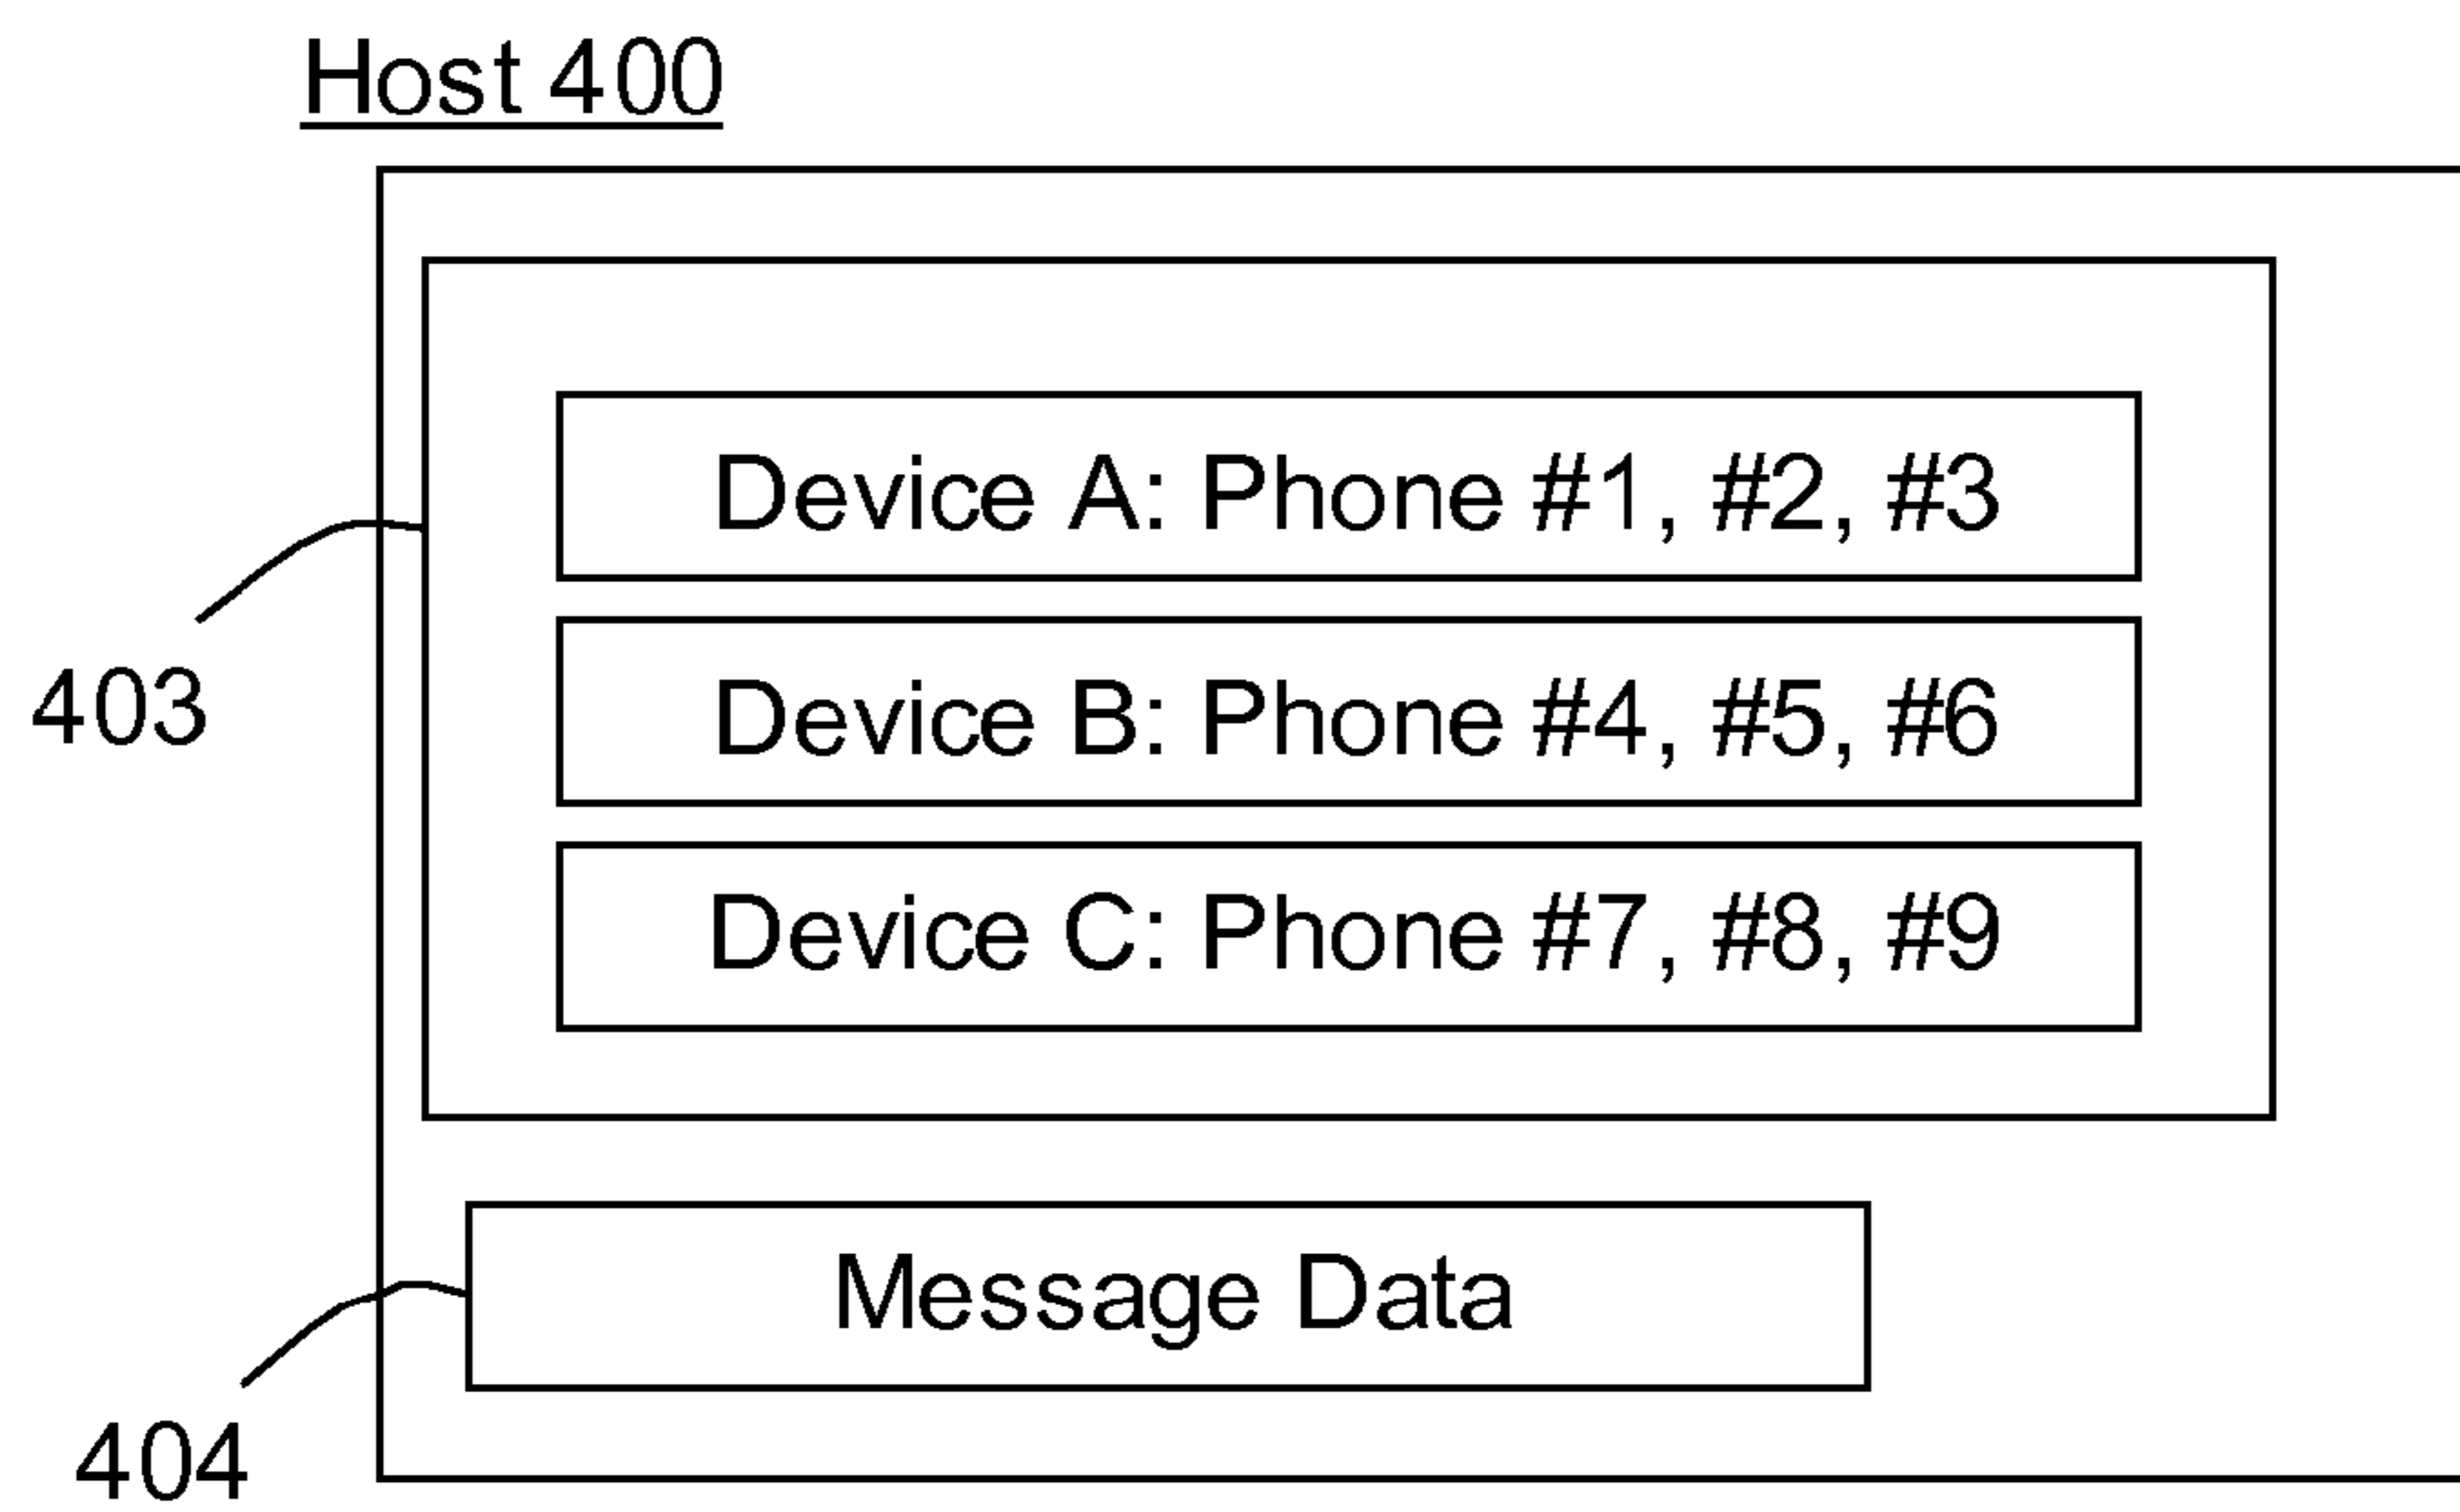 Host 400
Device A: Phone #1, #2, #3
403
Device B: Phone #4, #5, #6
Device C: Phone #7, #8, #9
Message Data
404